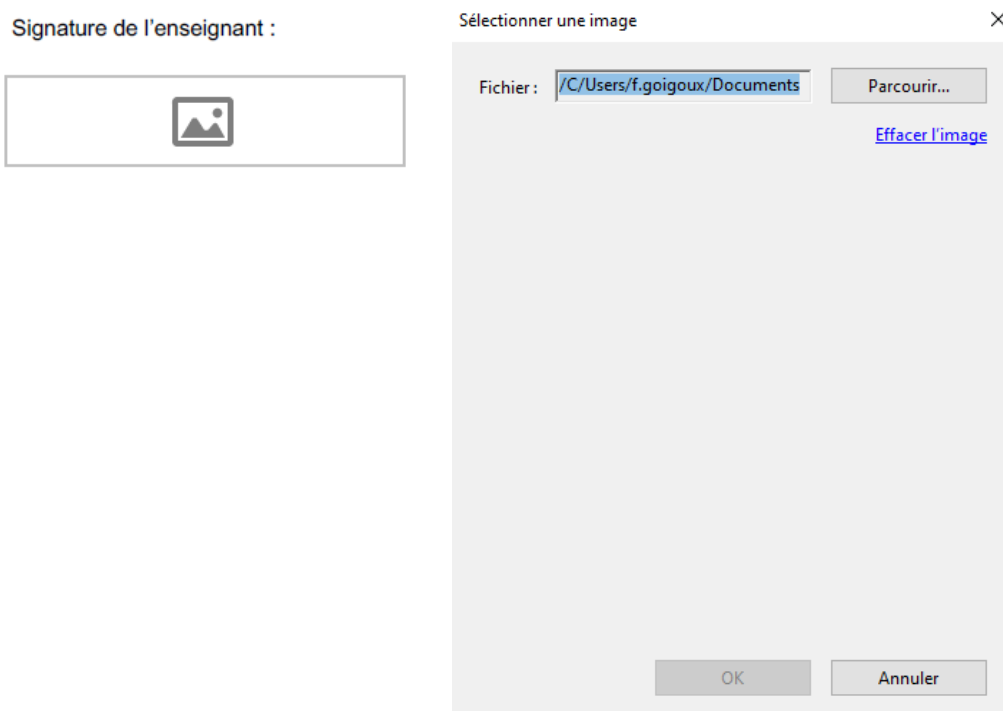 Signature de l'enseignant :
Sélectionner une image
Fichier : /C/Users/f.goigoux/Documents Parcourir...
Effacer l'image
OK Annuler